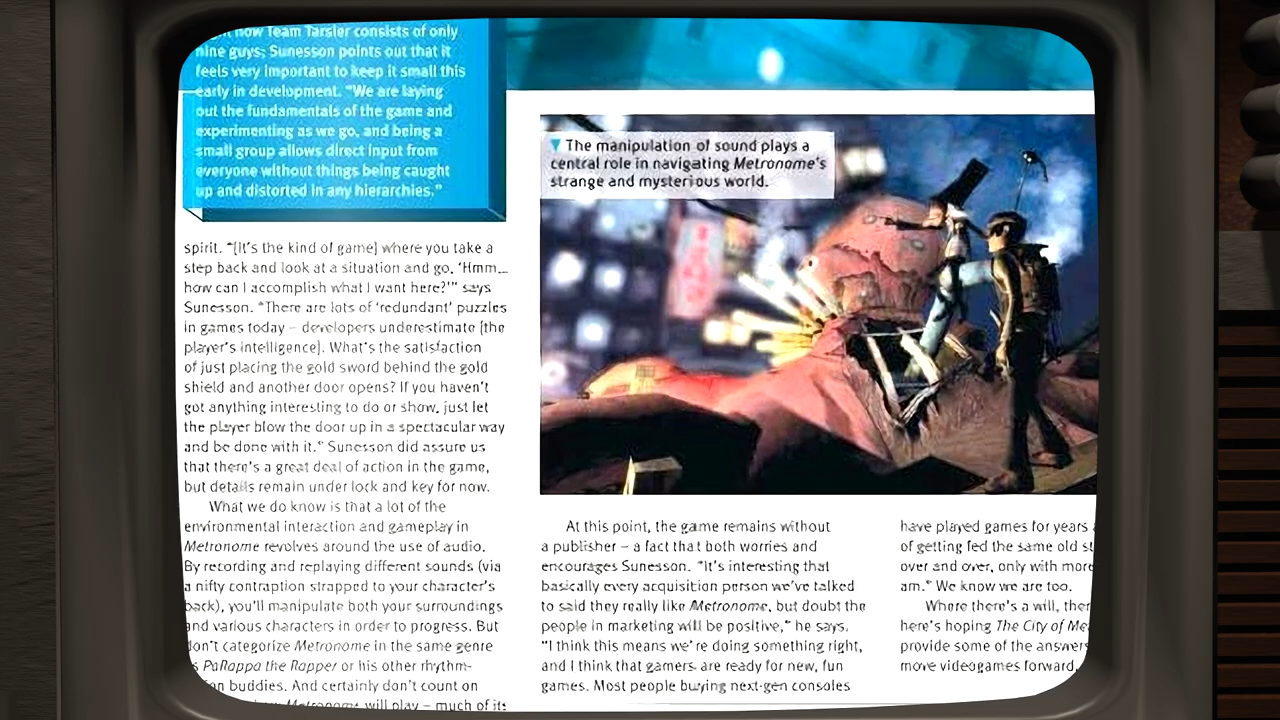 now Team Tarsier consists of only
nine guys; Sunesson points out that it
feels very important to keep it small this
early in development. "We are laying
out the fundamentals of the game and
experimenting as we go, and being a
small group allows direct input from
everyone without things being caught
up and distorted in any hierarchies."
spirit. "[It's the kind of game] where you take a
step back and look at a situation and go, 'Hmm...
how can I accomplish what I want here?'" says
Sunesson. "There are lots of 'redundant' puzzles
in games today – developers underestimate [the
player's intelligence]. What's the satisfaction
of just placing the gold sword behind the gold
shield and another door opens? If you haven't
got anything interesting to do or show, just let
the player blow the door up in a spectacular way
and be done with it." Sunesson did assure us
that there's a great deal of action in the game,
but details remain under lock and key for now.
What we do know is that a lot of the
environmental interaction and gameplay in
Metronome revolves around the use of audio.
By recording and replaying different sounds (via
a nifty contraption strapped to your character's
back), you'll manipulate both your surroundings
and various characters in order to progress. But
don't categorize Metronome in the same genre
PaRappa the Rapper or his other rhythm-
buddies. And certainly don't count on
Metronome will play – much of its
▼ The manipulation of sound plays a
central role in navigating Metronome's
strange and mysterious world.
At this point, the game remains without
a publisher – a fact that both worries and
encourages Sunesson. "It's interesting that
basically every acquisition person we've talked
to said they really like Metronome, but doubt the
people in marketing will be positive," he says.
"I think this means we're doing something right,
and I think that gamers are ready for new, fun
games. Most people buying next-gen consoles
have played games for years
of getting fed the same old
over and over, only with more
am." We know we are too.
Where there's a will,
here's hoping The City of
provide some of the answers
move videogames forward.